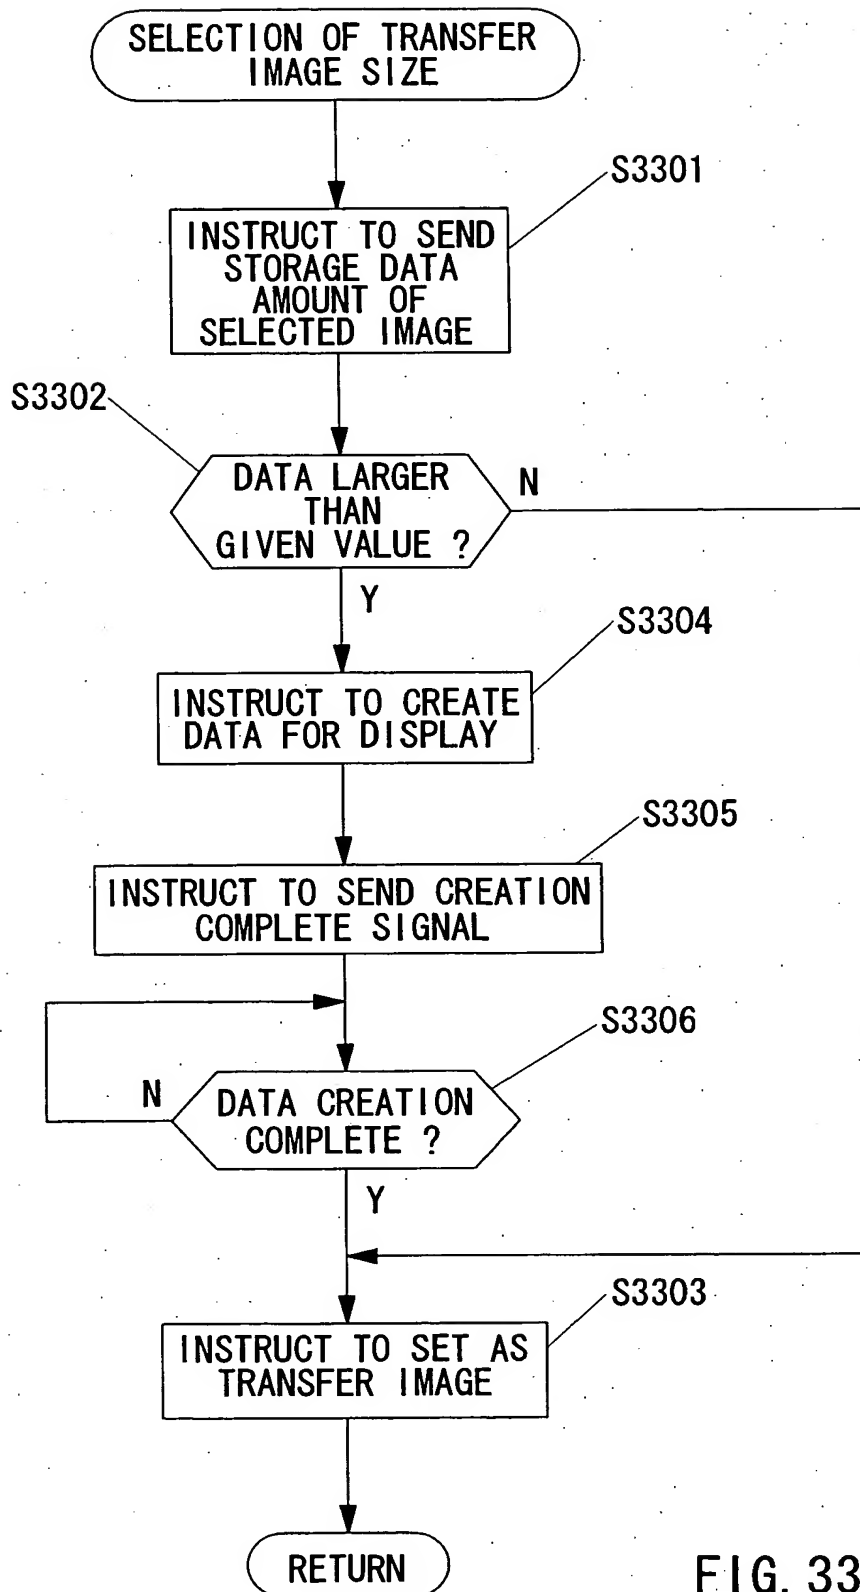 SELECTION OF TRANSFER
IMAGE SIZE
S3301
INSTRUCT TO SEND
STORAGE DATA
AMOUNT OF
SELECTED IMAGE
S3302
DATA LARGER
THAN
GIVEN VALUE ?
N
Y
S3304
INSTRUCT TO CREATE
DATA FOR DISPLAY
S3305
INSTRUCT TO SEND CREATION
COMPLETE SIGNAL
S3306
N
DATA CREATION
COMPLETE ?
Y
S3303
INSTRUCT TO SET AS
TRANSFER IMAGE
RETURN
FIG. 33